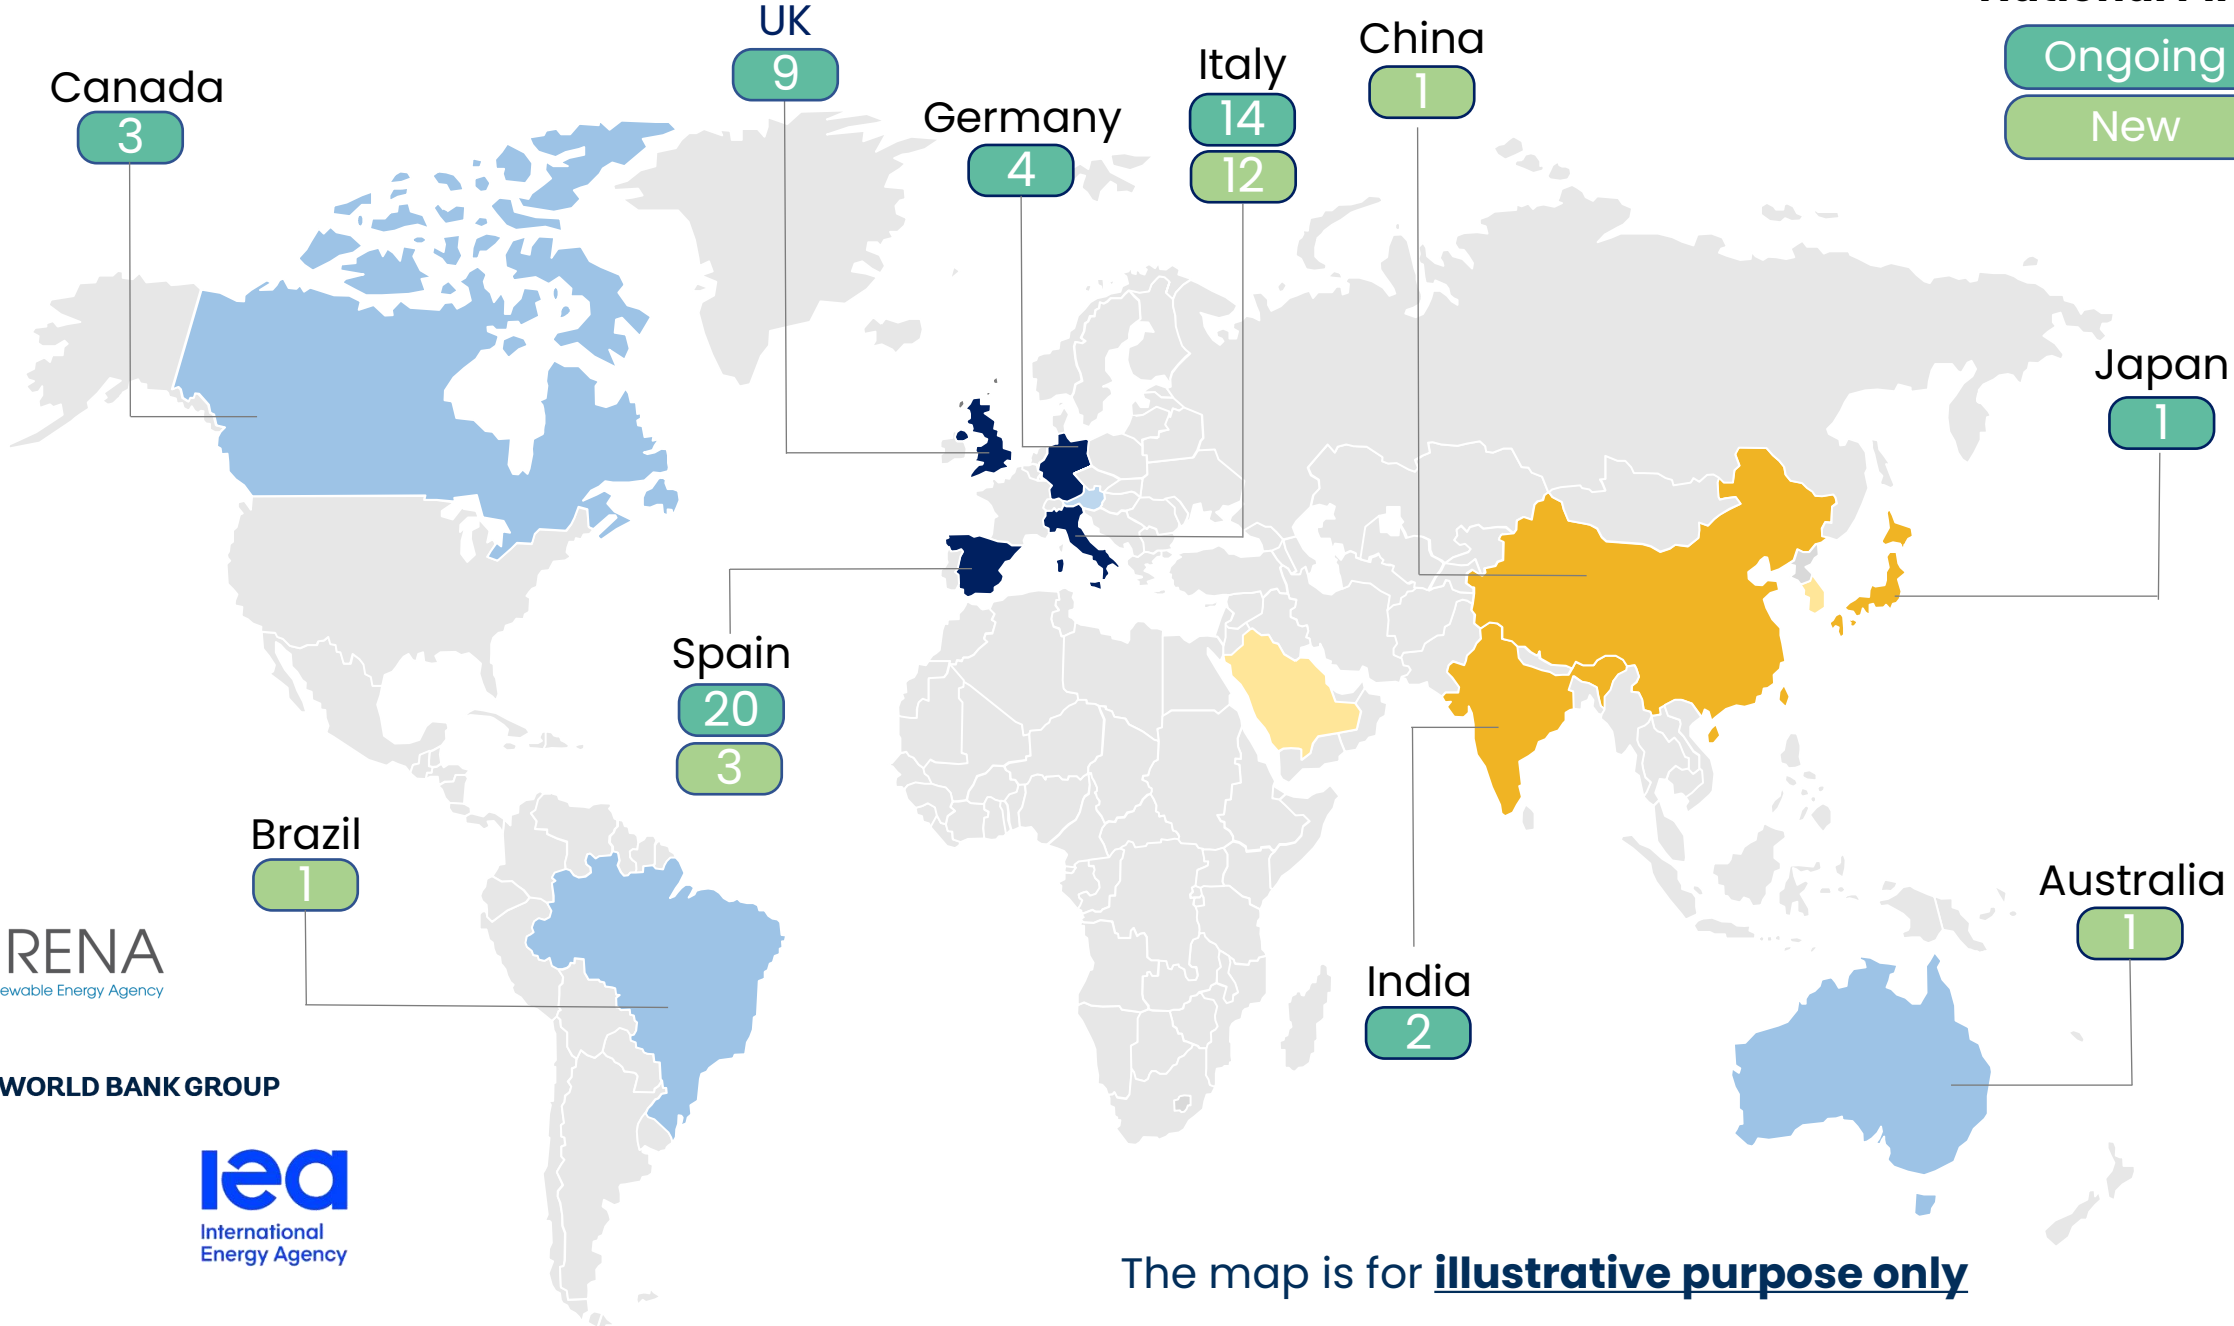 UK
9
Canada
3
Germany
4
Italy
14
12
China
1
Ongoing
New
Japan
1
Spain
20
3
Brazil
1
India
2
Australia
1
RENA
ewable Energy Agency
WORLD BANK GROUP
iea
International
Energy Agency
The map is for illustrative purpose only